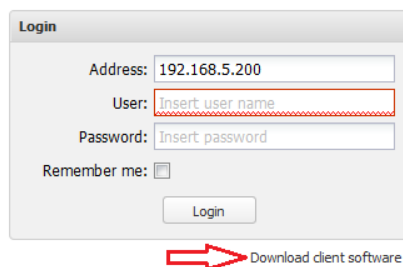 Login
Address: 192.168.5.200
User: Insert user name
Password: Insert password
Remember me:
Login
Download client software